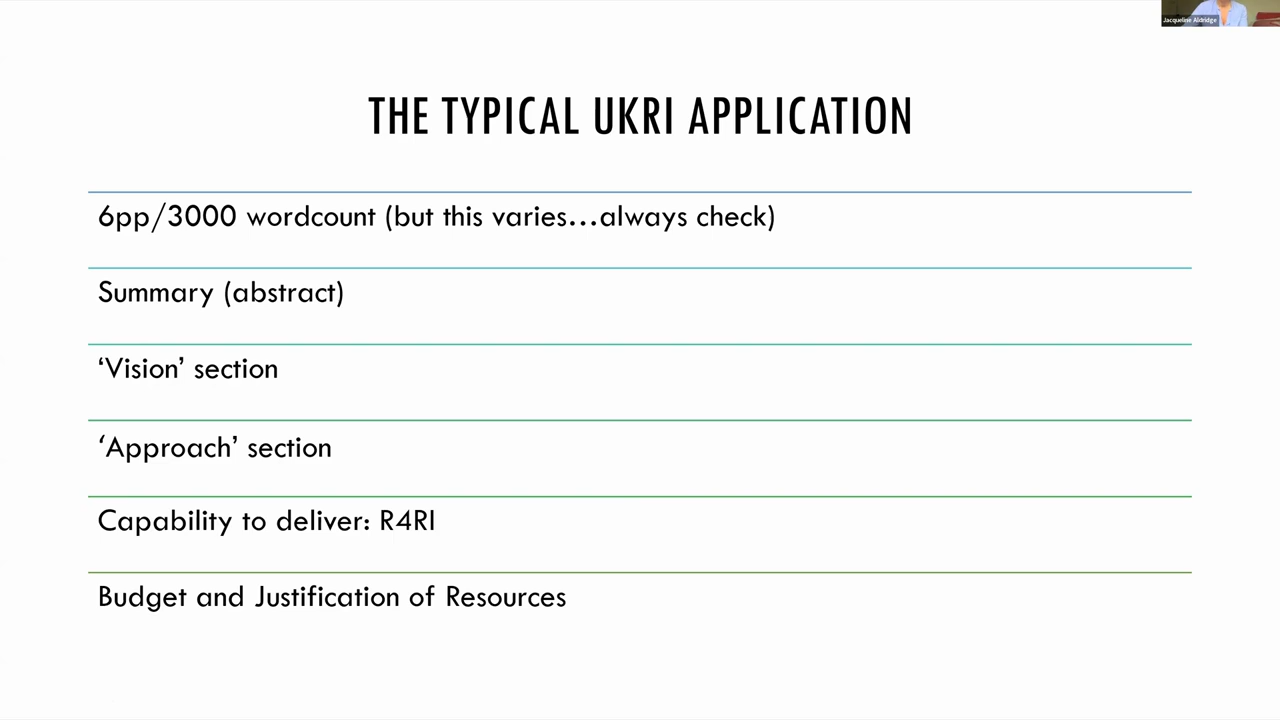 Jacqueline Aldridge
THE TYPICAL UKRI APPLICATION
6pp/3000 wordcount (but this varies...always check)
Summary (abstract)
‘Vision’ section
‘Approach’ section
Capability to deliver: R4RI
Budget and Justification of Resources